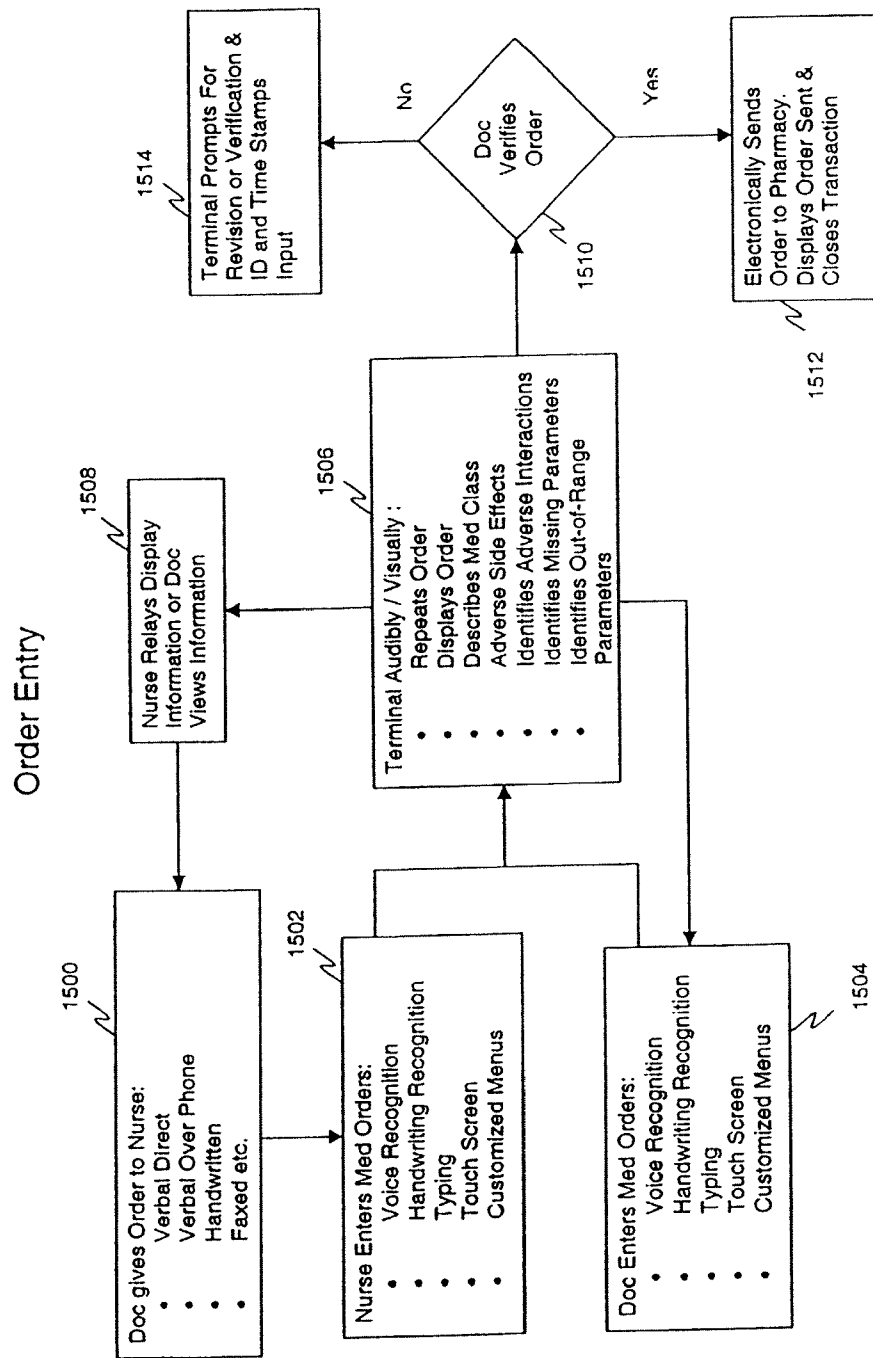 Order Entry
1500
Doc gives Order to Nurse:
• Verbal Direct
• Verbal Over Phone
• Handwritten
• Faxed etc.
1502
Nurse Enters Med Orders:
• Voice Recognition
• Handwriting Recognition
• Typing
• Touch Screen
• Customized Menus
Doc Enters Med Orders:
• Voice Recognition
• Handwriting Recognition
• Typing
• Touch Screen
• Customized Menus
1504
1508
Nurse Relays Display
Information or Doc
Views Information
1506
Terminal Audibly / Visually :
• Repeats Order
• Displays Order
• Describes Med Class
• Adverse Side Effects
• Identifies Adverse Interactions
• Identifies Missing Parameters
• Identifies Out-of-Range
Parameters
1514
Terminal Prompts For
Revision or Verification &
ID and Time Stamps
Input
No
Doc
Verifies
Order
1510
Yes
Electronically Sends
Order to Pharmacy.
Displays Order Sent &
Closes Transaction
1512